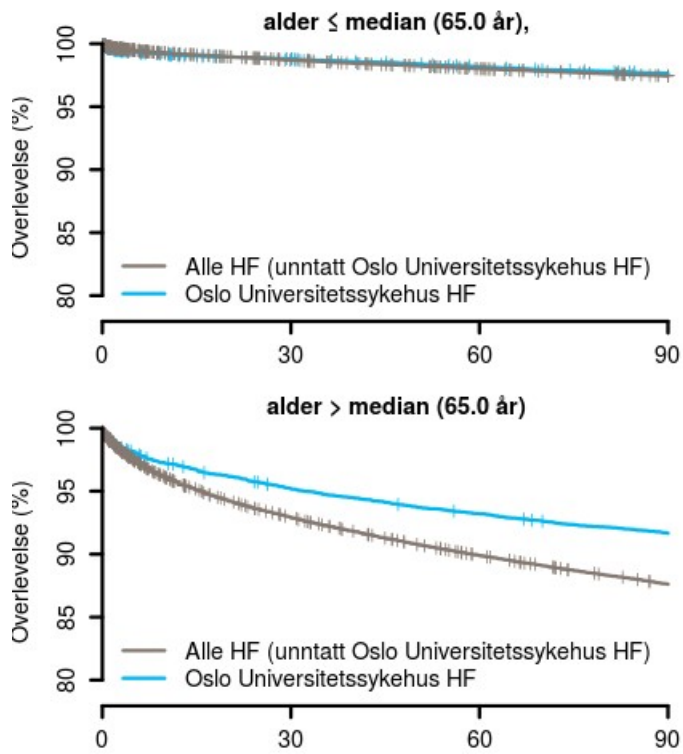 alder ≤ median (65.0 år),
Overlevelse (%)
100
95
90
85
80
Alle HF (unntatt Oslo Universitetssykehus HF)
Oslo Universitetssykehus HF
0 30 60 90
alder > median (65.0 år)
Overlevelse (%)
100
95
90
85
80
Alle HF (unntatt Oslo Universitetssykehus HF)
Oslo Universitetssykehus HF
0 30 60 90